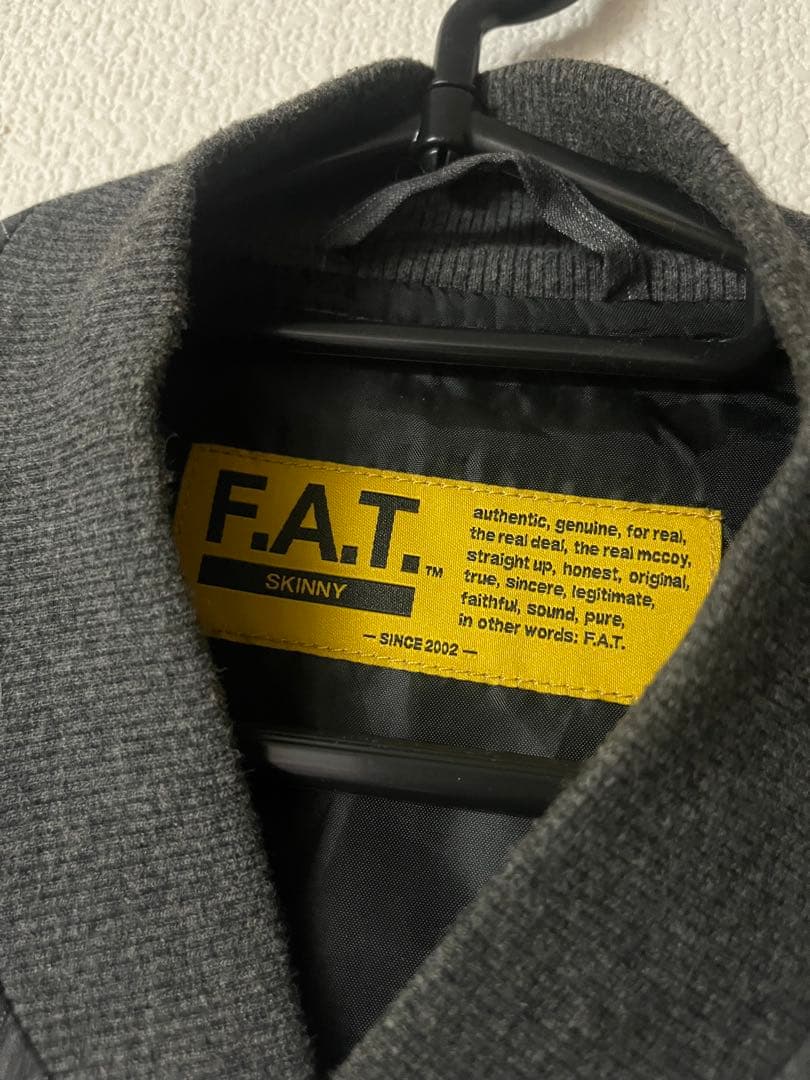 F.A.T.™
SKINNY
authentic, genuine, for real,
the real deal, the real mccoy,
straight up, honest, original,
true, sincere, legitimate,
faithful, sound, pure,
in other words: F.A.T.
— SINCE 2002 —